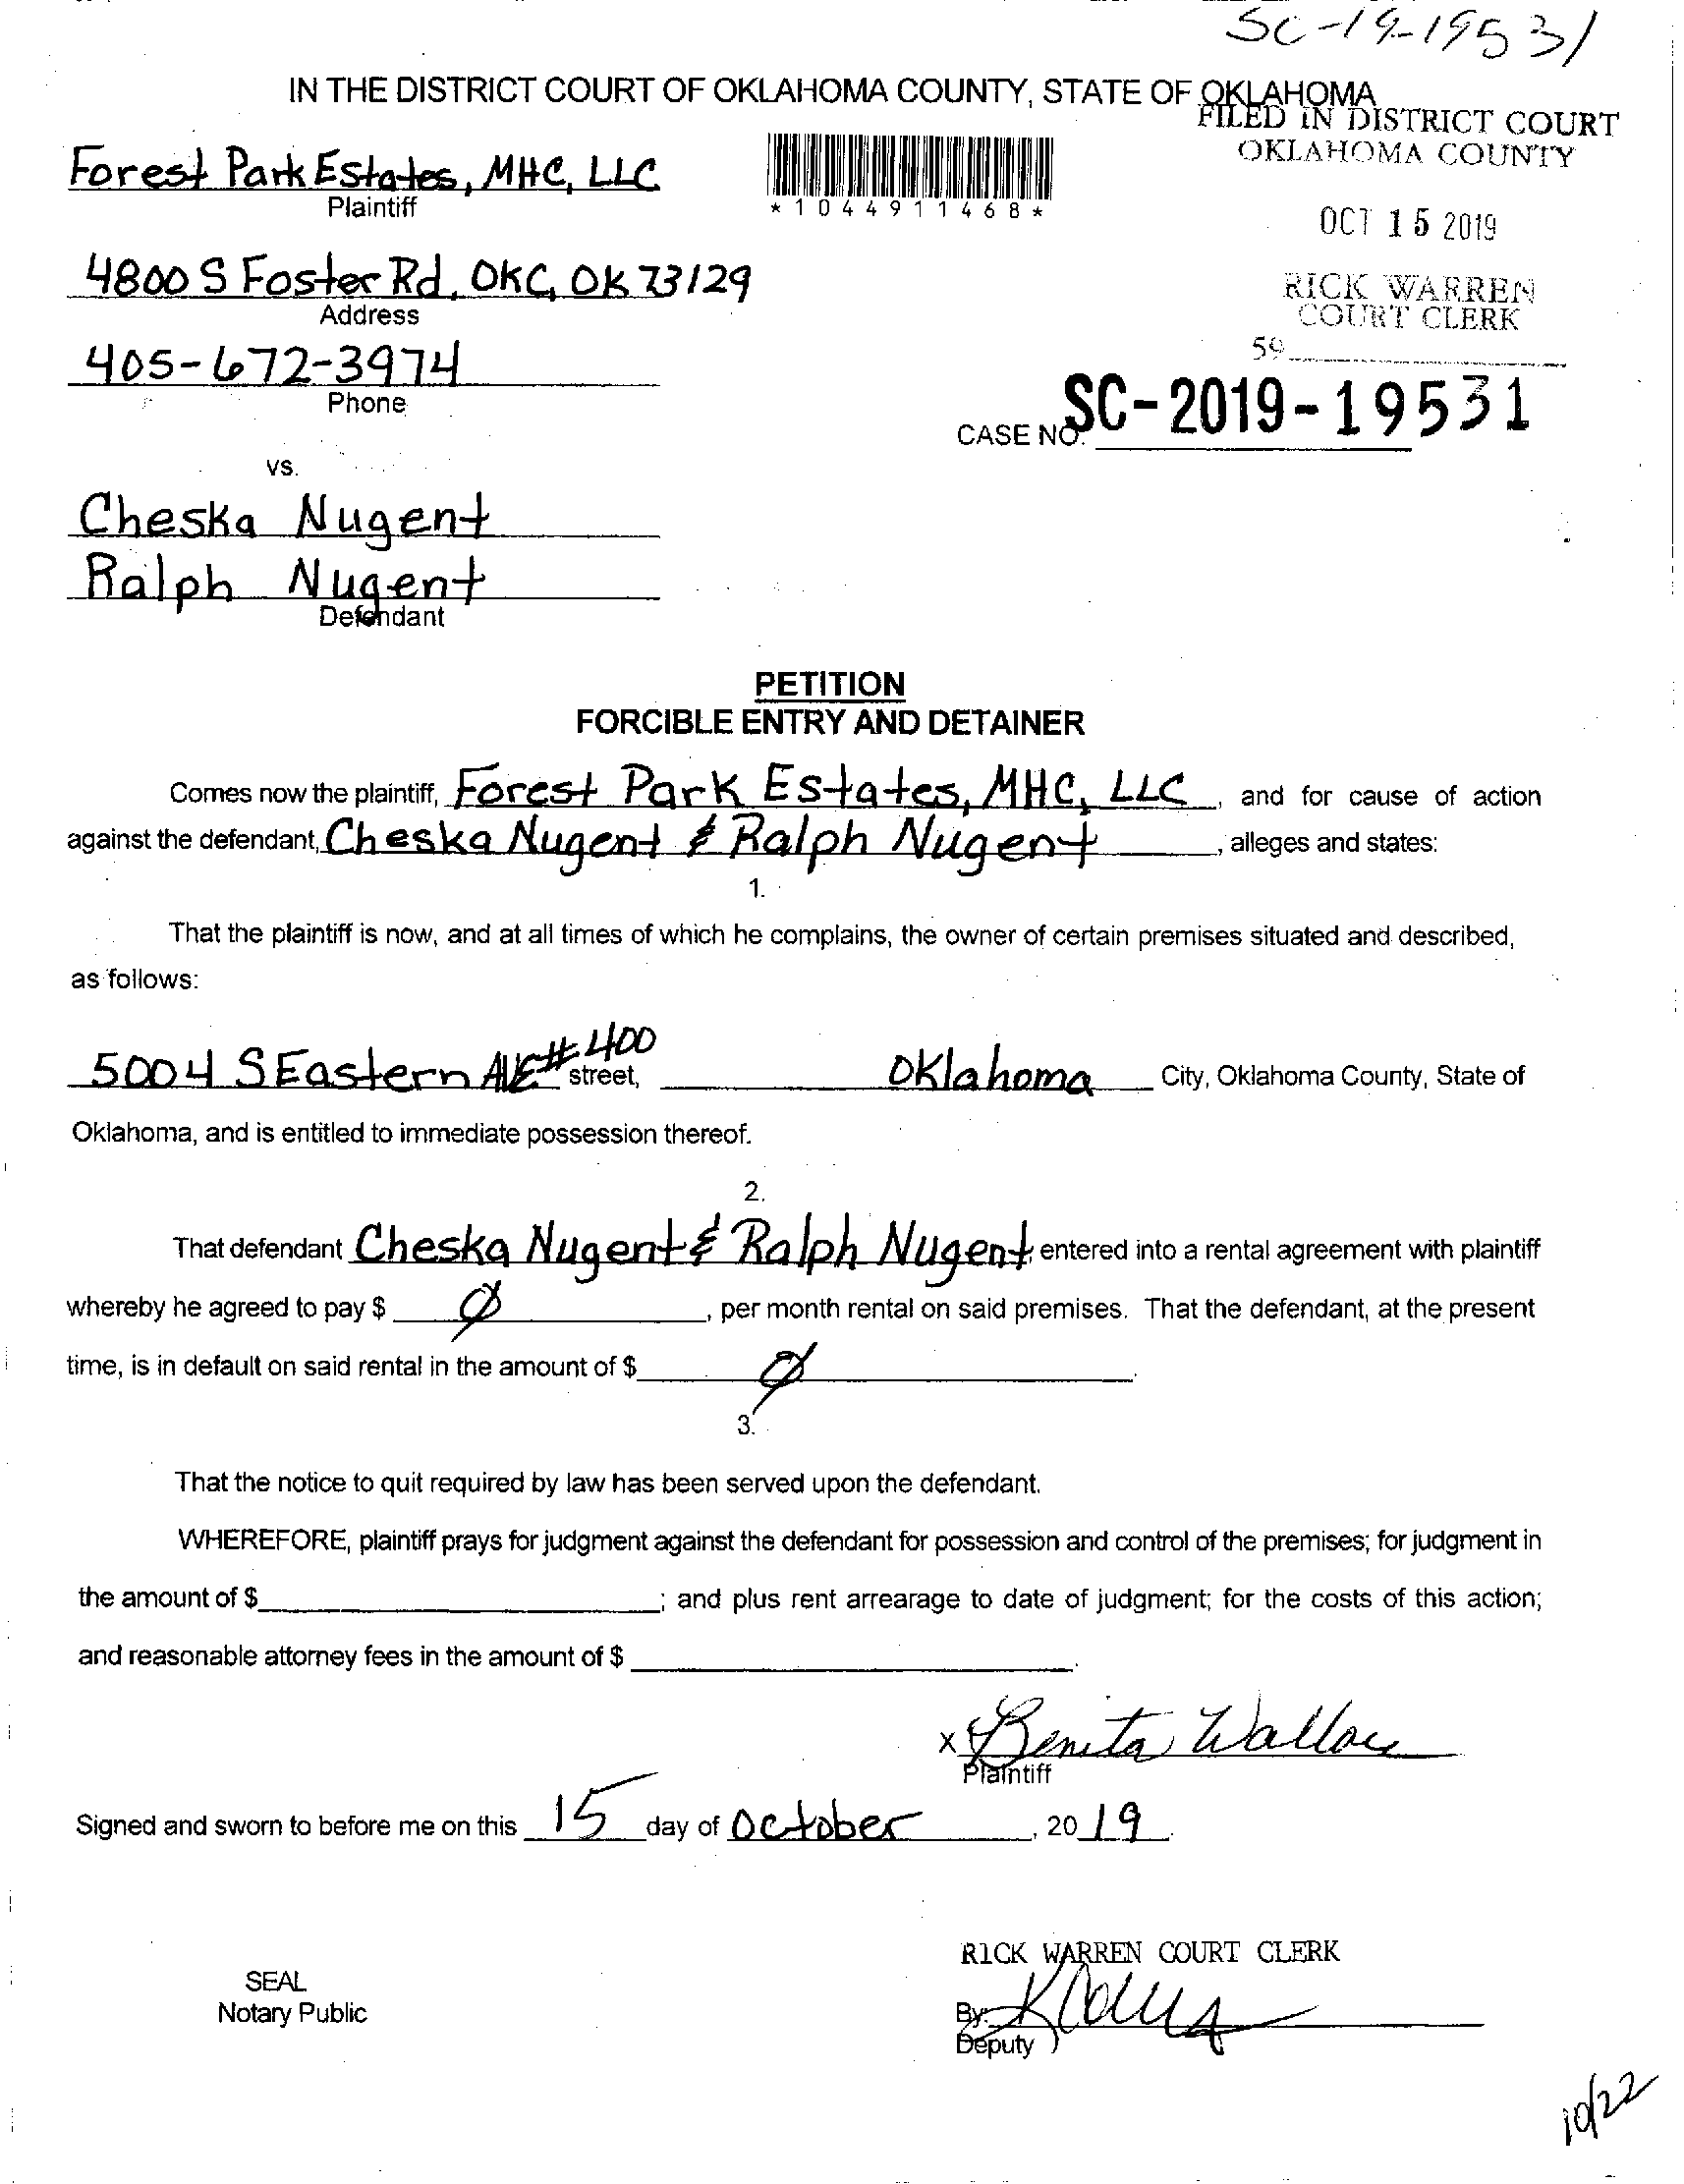 SC-19-19531
IN THE DISTRICT COURT OF OKLAHOMA COUNTY, STATE OF OKLAHOMA
FILED IN DISTRICT COURT
OKLAHOMA COUNTY
Forest Park Estates, MHC, LLC
Plaintiff
*1044911468*
OCT 15 2019
4800 S Foster Rd, OKC, OK 73129
Address
RICK WARREN
COURT CLERK
59
405-672-3974
Phone
CASE NO. SC-2019-19531
vs.
Cheska Nugent
Ralph Nugent
Defendant
PETITION
FORCIBLE ENTRY AND DETAINER
Comes now the plaintiff, Forest Park Estates, MHC, LLC, and for cause of action
against the defendant, Cheska Nugent & Ralph Nugent, alleges and states:
1.
That the plaintiff is now, and at all times of which he complains, the owner of certain premises situated and described,
as follows:
5004 S Eastern AVE #400 street, Oklahoma City, Oklahoma County, State of
Oklahoma, and is entitled to immediate possession thereof.
2.
That defendant Cheska Nugent & Ralph Nugent entered into a rental agreement with plaintiff
whereby he agreed to pay $ Ø, per month rental on said premises. That the defendant, at the present
time, is in default on said rental in the amount of $ Ø.
3.
That the notice to quit required by law has been served upon the defendant.
WHEREFORE, plaintiff prays for judgment against the defendant for possession and control of the premises; for judgment in
the amount of $; and plus rent arrearage to date of judgment; for the costs of this action;
and reasonable attorney fees in the amount of $.
x Benita Wallace
Plaintiff
Signed and sworn to before me on this 15 day of October, 2019.
RICK WARREN COURT CLERK
SEAL
Notary Public
By:
Deputy
10/22